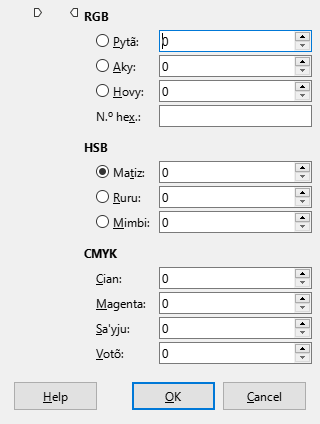 RGB
Pytã: 0
Aky: 0
Hovy: 0
N.º hex.:
HSB
Matiz: 0
Ruru: 0
Mimbi: 0
CMYK
Cian: 0
Magenta: 0
Sa'yju: 0
Votõ: 0
Help OK Cancel